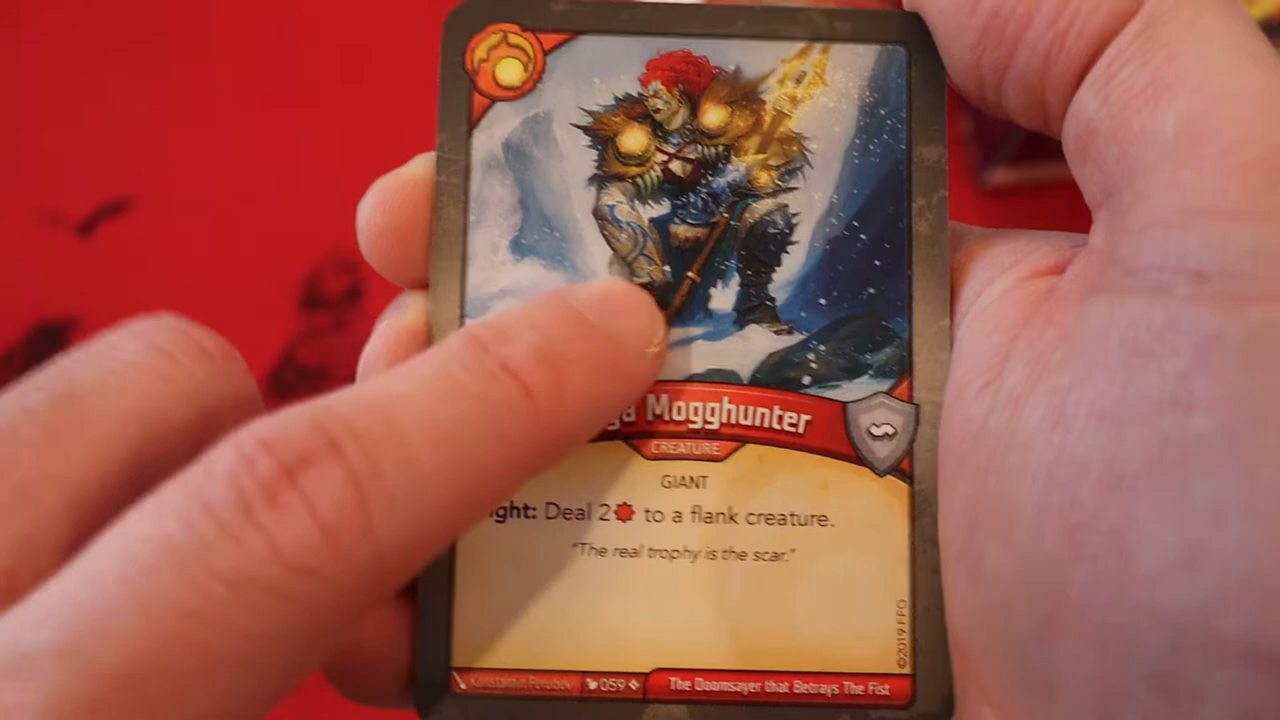 Mogghunter
CREATURE
GIANT
Deal 2 to a flank creature.
"The real trophy is the scar."
©2019 FFG
059
The Doomsayer that Betrays The Fist